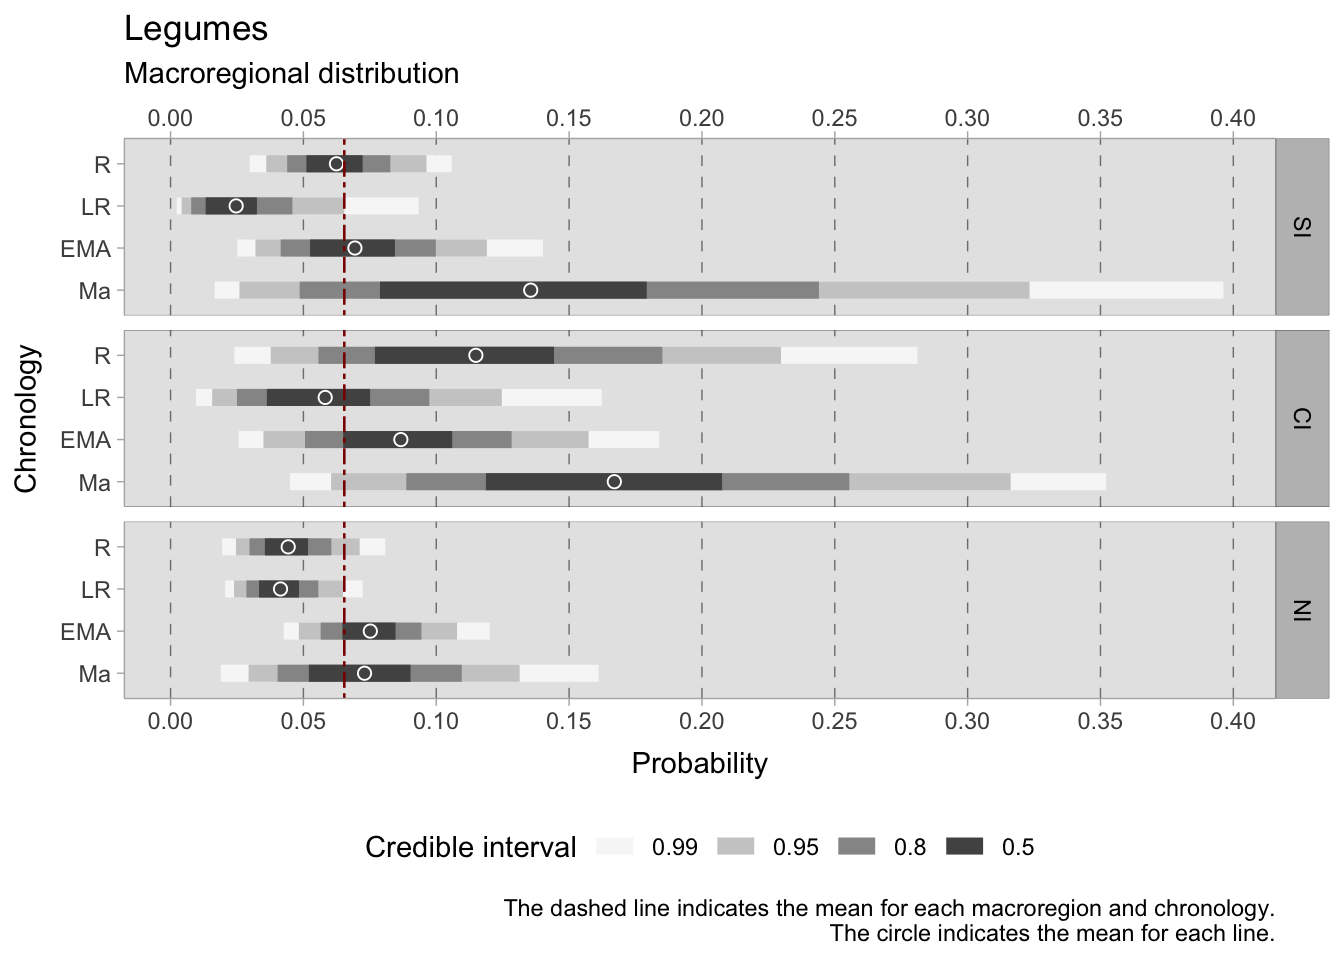 Legumes
Macroregional distribution
0.00 0.05 0.10 0.15 0.20 0.25 0.30 0.35 0.40
R
LR
EMA
Ma
SI
R
LR
EMA
Ma
CI
R
LR
EMA
Ma
NI
Chronology
0.00 0.05 0.10 0.15 0.20 0.25 0.30 0.35 0.40
Probability
Credible interval 0.99 0.95 0.8 0.5
The dashed line indicates the mean for each macroregion and chronology.
The circle indicates the mean for each line.